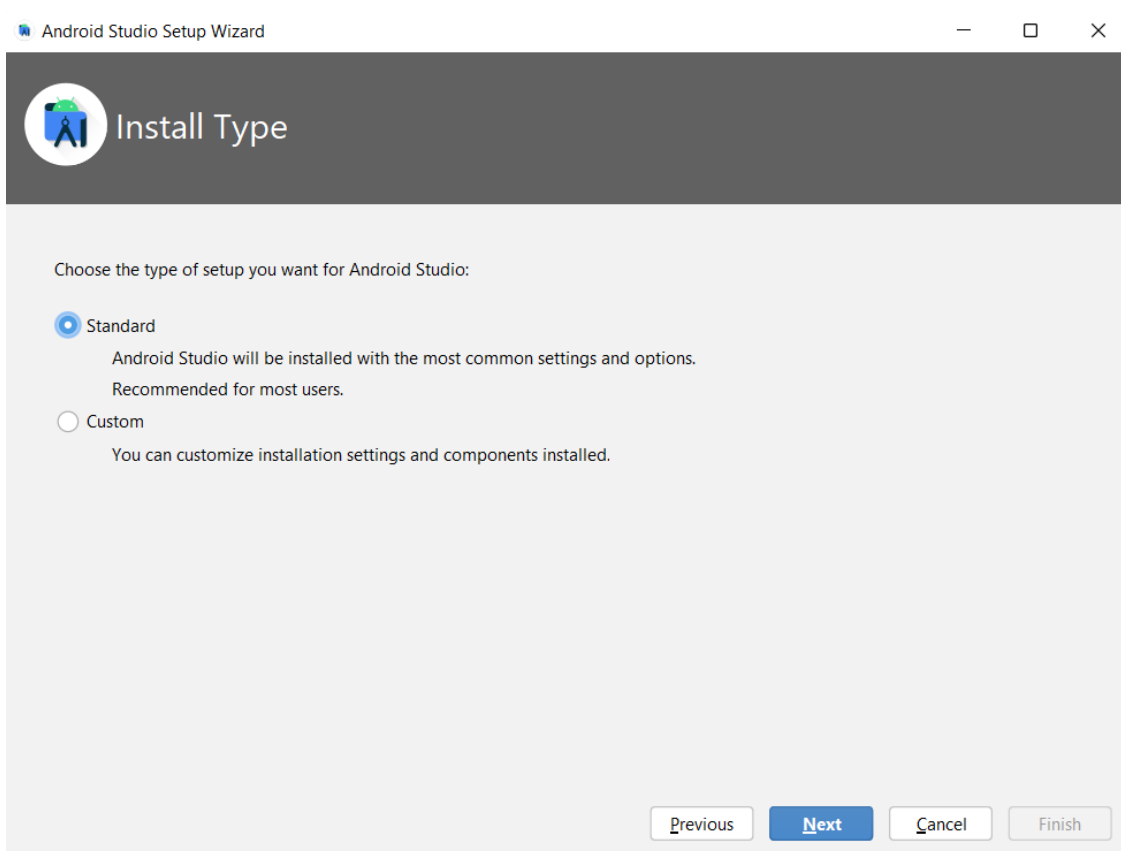 Android Studio Setup Wizard
Install Type
Choose the type of setup you want for Android Studio:
Standard
Android Studio will be installed with the most common settings and options.
Recommended for most users.
Custom
You can customize installation settings and components installed.
Previous Next Cancel Finish